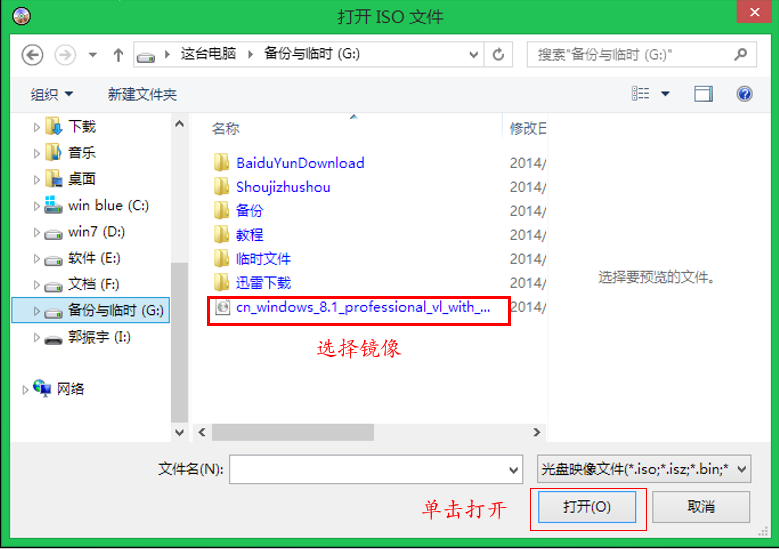 打开 ISO 文件
这台电脑 备份与临时 (G:)
搜索"备份与临时 (G:)"
组织 新建文件夹
下载
音乐
桌面
win blue (C:)
win7 (D:)
软件 (E:)
文档 (F:)
备份与临时 (G:)
郭振宇 (I:)
网络
名称 修改日
BaiduYunDownload 2014/
Shoujizhushou 2014/
备份 2014/
教程 2014/
临时文件 2014/
迅雷下载 2014/
cn_windows_8.1_professional_vl_with_... 2014/
选择镜像
选择要预览的文件。
文件名(N):
光盘映像文件(*.iso;*.isz;*.bin;*
单击打开
打开(O)
取消